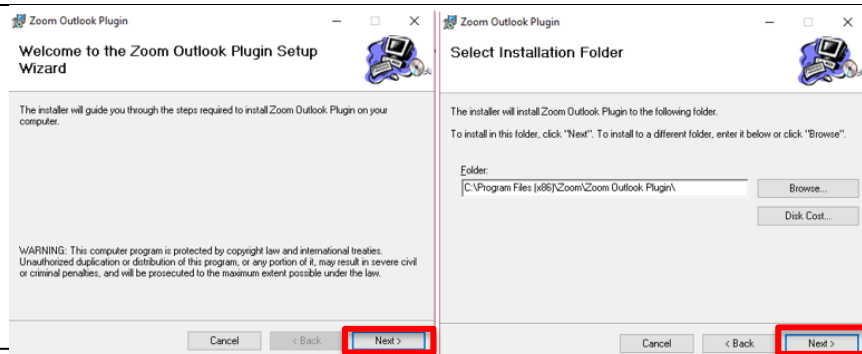 Zoom Outlook Plugin
Welcome to the Zoom Outlook Plugin Setup
Wizard
The installer will guide you through the steps required to install Zoom Outlook Plugin on your
computer.
WARNING: This computer program is protected by copyright law and international treaties.
Unauthorized duplication or distribution of this program, or any portion of it, may result in severe civil
or criminal penalties, and will be prosecuted to the maximum extent possible under the law.
Cancel
< Back
Next >
Zoom Outlook Plugin
Select Installation Folder
The installer will install Zoom Outlook Plugin to the following folder.
To install in this folder, click "Next". To install to a different folder, enter it below or click "Browse".
Folder:
C:\Program Files (x86)\Zoom\Zoom Outlook Plugin\
Browse...
Disk Cost...
Cancel
< Back
Next >